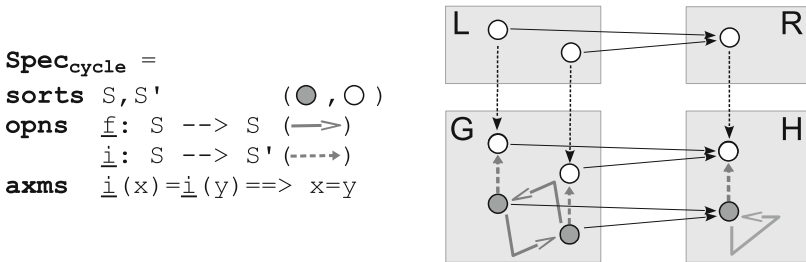 Spec_cycle =
sorts S,S' ( , )
opns f: S --> S ( )
i: S --> S' ( )
axms i(x)=i(y)==> x=y
L R
G H